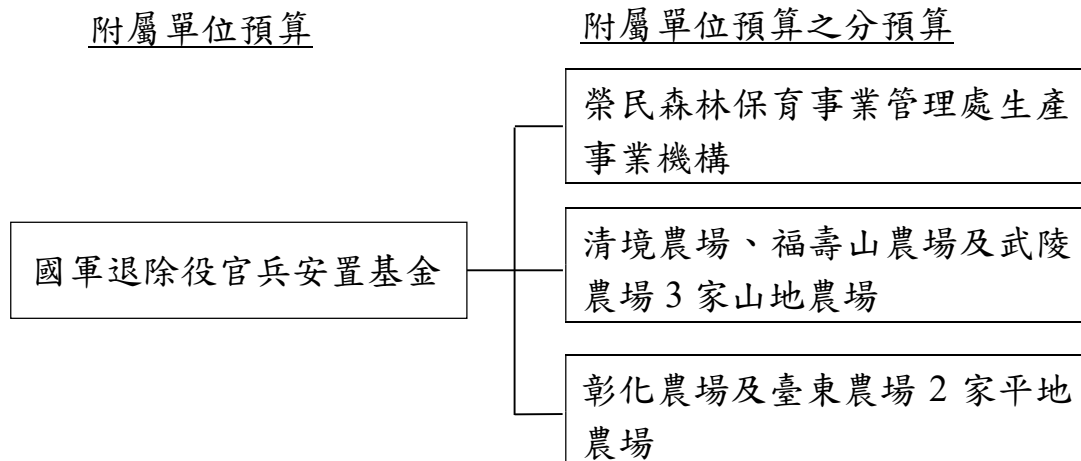 附屬單位預算
附屬單位預算之分預算
榮民森林保育事業管理處生產
事業機構
國軍退除役官兵安置基金
清境農場、福壽山農場及武陵
農場 3 家山地農場
彰化農場及臺東農場 2 家平地
農場